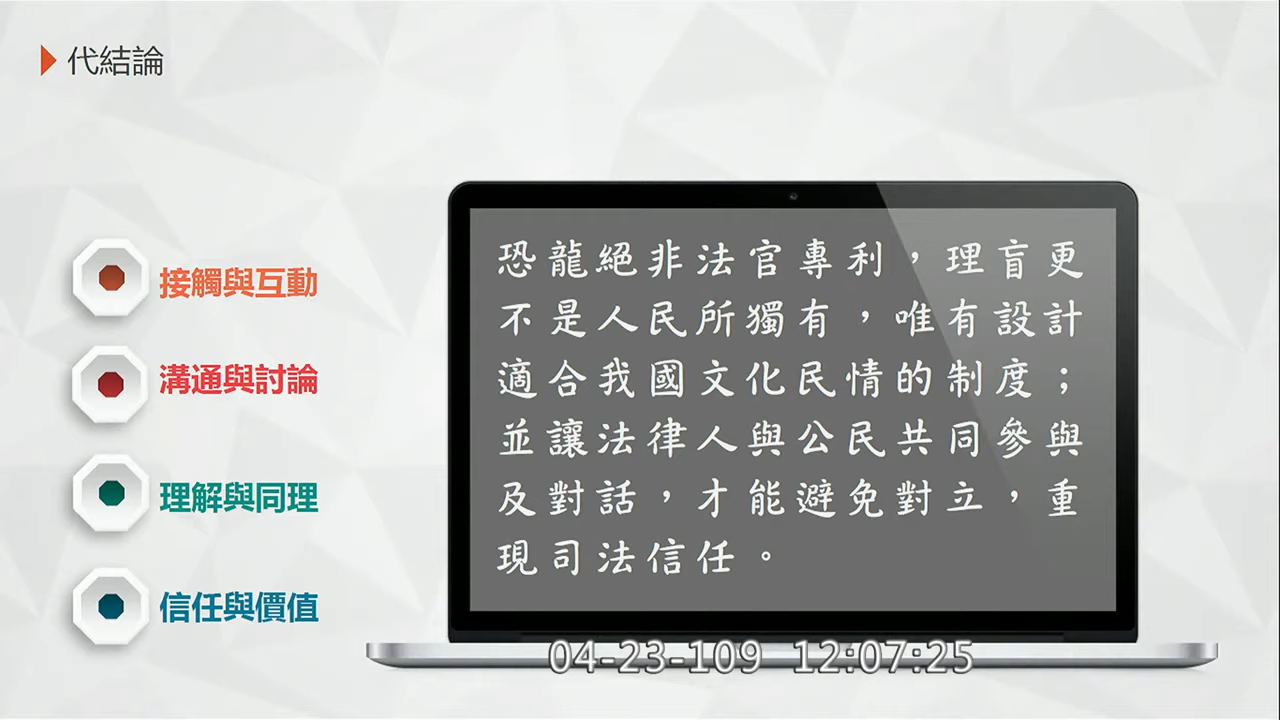 代結論
接觸與互動
溝通與討論
理解與同理
信任與價值
恐龍絕非法官專利，理盲更
不是人民所獨有，唯有設計
適合我國文化民情的制度；
並讓法律人與公民共同參與
及對話，才能避免對立，重
現司法信任。
04-23-109 12:07:25